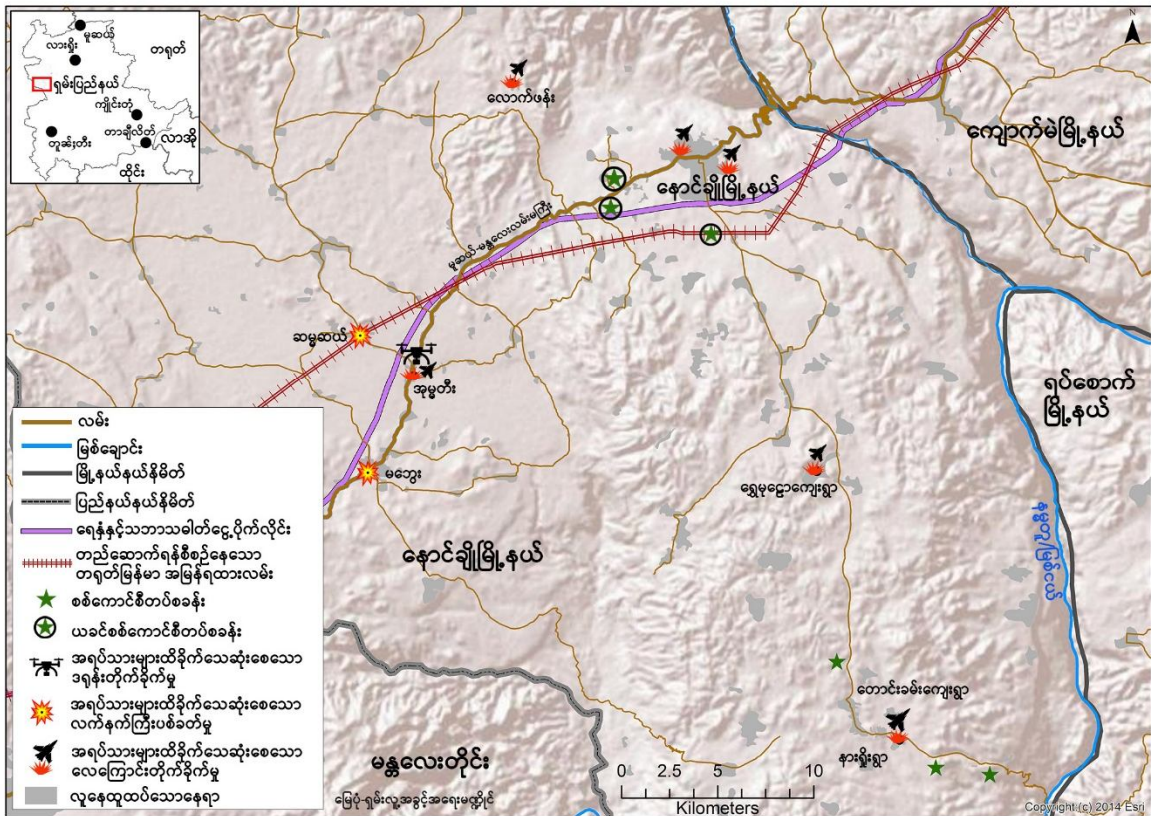 မူဆယ်
လားရှိုး
တရုတ်
ရှမ်းပြည်နယ်
ကျိုင်းတုံ
တာချီလိတ်
လာအို
တူဆန်းတီး
ထိုင်း
N
လောက်ဖန်း
ကျောက်မဲမြို့နယ်
နောင်ချိုမြို့နယ်
မူဆယ်-မန္တလေးလမ်းမကြီး
ဆမ္မဆယ်
အုမ္မတီး
ရပ်စောက်
မြို့နယ်
မဘွေး
ရွှေမုဋ္ဌောကျေးရွာ
နောင်ချိုမြို့နယ်
နမ္မတူ/မြစ်ငယ်
တောင်းခမ်းကျေးရွာ
နားရှိုးရွာ
လမ်း
မြစ်ချောင်း
မြို့နယ်နယ်နိမိတ်
ပြည်နယ်နယ်နိမိတ်
ရေနံနှင့်သဘာဝဓါတ်ငွေ့ပိုက်လိုင်း
တည်ဆောက်ရန်စီစဉ်နေသော
တရုတ်မြန်မာ အမြန်ရထားလမ်း
စစ်ကောင်စီတပ်စခန်း
ယခင်စစ်ကောင်စီတပ်စခန်း
အရပ်သားများထိခိုက်သေဆုံးစေသော
ဒရုန်းတိုက်ခိုက်မှု
အရပ်သားများထိခိုက်သေဆုံးစေသော
လက်နက်ကြီးပစ်ခတ်မှု
အရပ်သားများထိခိုက်သေဆုံးစေသော
လေကြောင်းတိုက်ခိုက်မှု
လူနေထူထပ်သောနေရာ
မန္တလေးတိုင်း
မြေပုံ-ရှမ်းလူ့အခွင့်အရေးမဏ္ဍိုင်
0 2.5 5 10
Kilometers
Copyright:(c) 2014 Esri